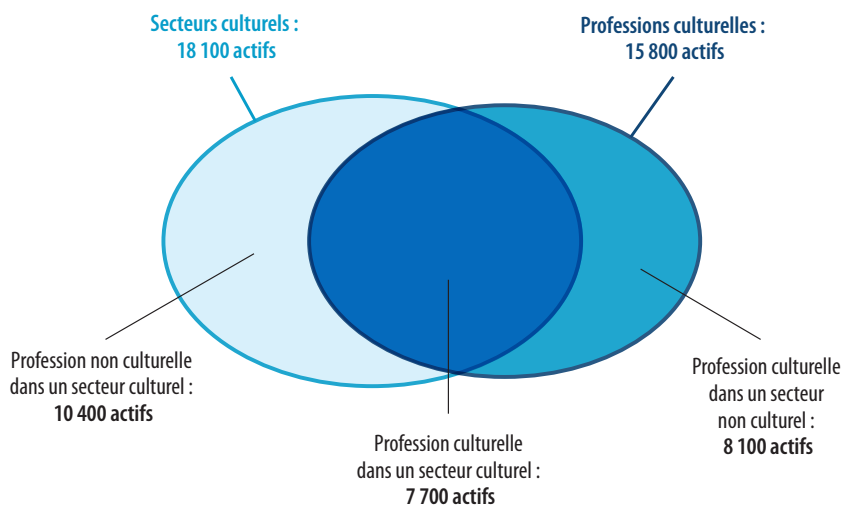 Secteurs culturels :
18 100 actifs
Professions culturelles :
15 800 actifs
Profession non culturelle
dans un secteur culturel :
10 400 actifs
Profession culturelle
dans un secteur culturel :
7 700 actifs
Profession culturelle
dans un secteur
non culturel :
8 100 actifs